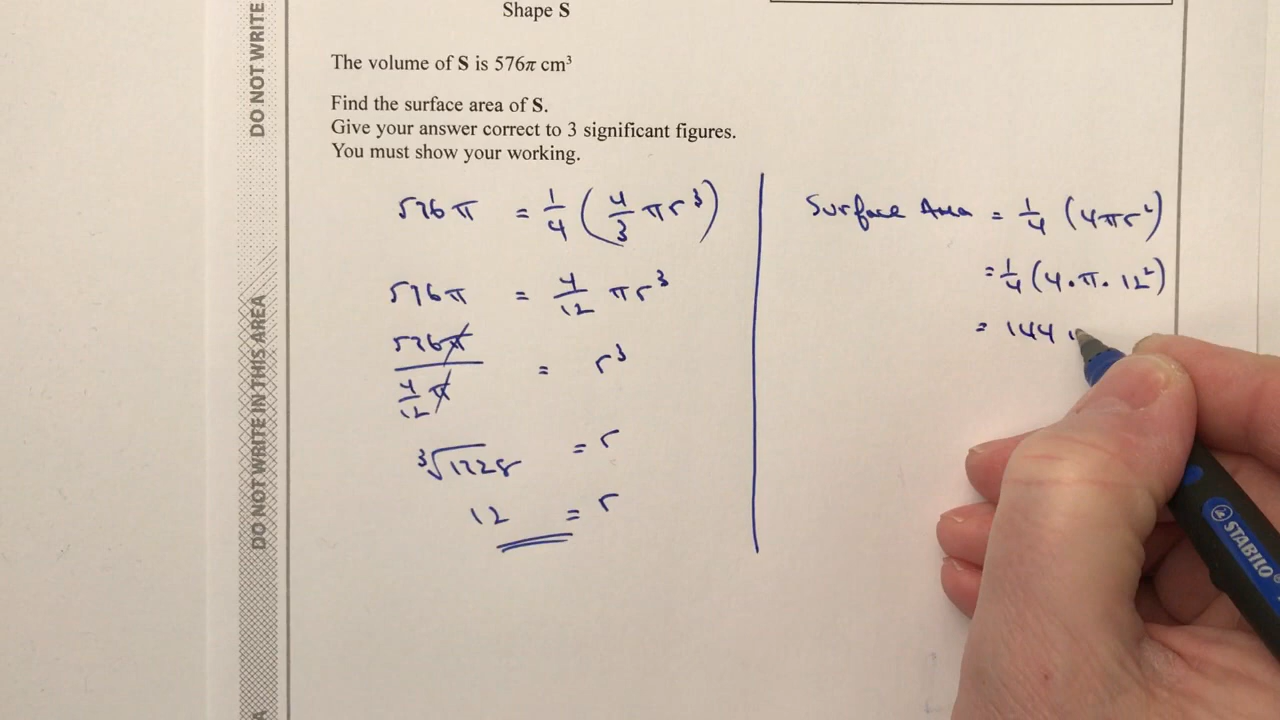 Shape S
The volume of S is 576π cm³
Find the surface area of S.
Give your answer correct to 3 significant figures.
You must show your working.
576π = 1/4 (4/3 πr³)
576π = 4/12 πr³
576π / 4/12 π = r³
³√1728 = r
12 = r
Surface Area = 1/4 (4πr²)
= 1/4 (4·π·12²)
= 144
DO NOT WRITE
DO NOT WRITE IN THIS AREA
A
STABILO